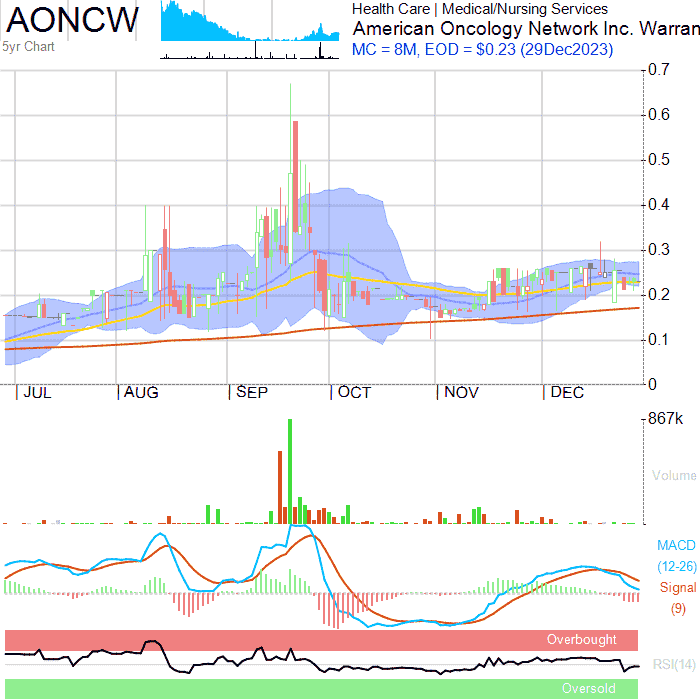 AONCW
5yr Chart
Health Care | Medical/Nursing Services
American Oncology Network Inc. Warran
MC = 8M, EOD = $0.23 (29Dec2023)
0.7
0.6
0.5
0.4
0.3
0.2
0.1
0
JUL AUG SEP OCT NOV DEC
867k
Volume
MACD
(12-26)
Signal
(9)
Overbought
RSI(14)
Oversold